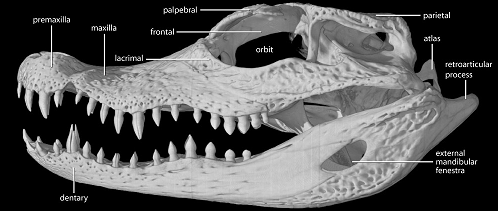 premaxilla
maxilla
palpebral
frontal
lacrimal
orbit
parietal
atlas
retroarticular
process
external
mandibular
fenestra
dentary